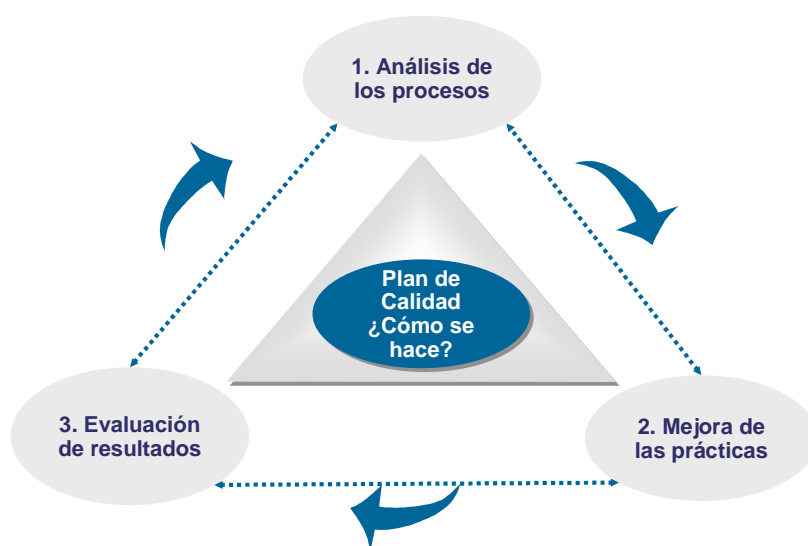 1. Análisis de
los procesos
Plan de
Calidad
¿Cómo se
hace?
3. Evaluación
de resultados
2. Mejora de
las prácticas